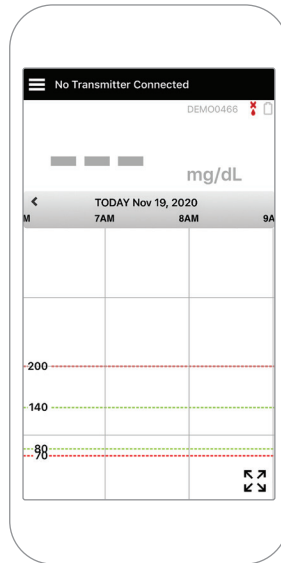 No Transmitter Connected
DEMO0466
mg/dL
TODAY Nov 19, 2020
M 7AM 8AM 9A
200
140
80
70